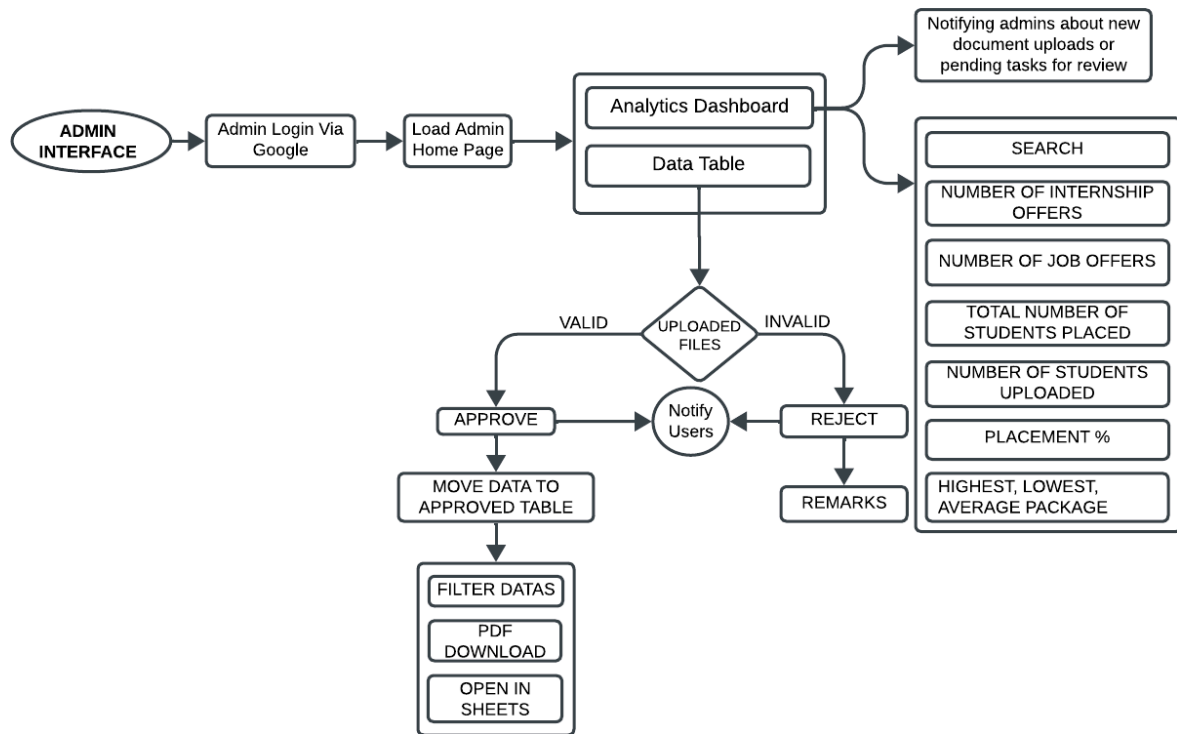 Notifying admins about new
document uploads or
pending tasks for review
ADMIN
INTERFACE
Admin Login Via
Google
Load Admin
Home Page
Analytics Dashboard
Data Table
SEARCH
NUMBER OF INTERNSHIP
OFFERS
NUMBER OF JOB OFFERS
TOTAL NUMBER OF
STUDENTS PLACED
NUMBER OF STUDENTS
UPLOADED
PLACEMENT %
HIGHEST, LOWEST,
AVERAGE PACKAGE
VALID
UPLOADED
FILES
INVALID
APPROVE
Notify
Users
REJECT
MOVE DATA TO
APPROVED TABLE
REMARKS
FILTER DATAS
PDF
DOWNLOAD
OPEN IN
SHEETS